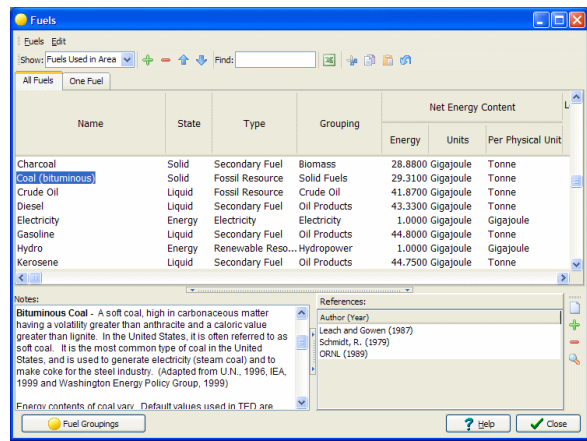 Fuels
Fuels Edit
Show: Fuels Used in Area Find:
All Fuels One Fuel
Name State Type Grouping Net Energy Content L
Energy Units Per Physical Unit
Charcoal Solid Secondary Fuel Biomass 28.8800 Gigajoule Tonne
Coal (bituminous) Solid Fossil Resource Solid Fuels 29.3100 Gigajoule Tonne
Crude Oil Liquid Fossil Resource Crude Oil 41.8700 Gigajoule Tonne
Diesel Liquid Secondary Fuel Oil Products 43.3300 Gigajoule Tonne
Electricity Energy Electricity Electricity 1.0000 Gigajoule Gigajoule
Gasoline Liquid Secondary Fuel Oil Products 44.8000 Gigajoule Tonne
Hydro Energy Renewable Reso... Hydropower 1.0000 Gigajoule Gigajoule
Kerosene Liquid Secondary Fuel Oil Products 44.7500 Gigajoule Tonne
Notes:
Bituminous Coal - A soft coal, high in carbonaceous matter
having a volatility greater than anthracite and a caloric value
greater than lignite. In the United States, it is often referred to as
soft coal. It is the most common type of coal in the United
States, and is used to generate electricity (steam coal) and to
make coke for the steel industry. (Adapted from U.N., 1996, IEA,
1999 and Washington Energy Policy Group, 1999)
Energy contents of coal vary. Default values used in TED are
References:
Author (Year)
Leach and Gowen (1987)
Schmidt, R. (1979)
ORNL (1989)
Fuel Groupings
? Help Close